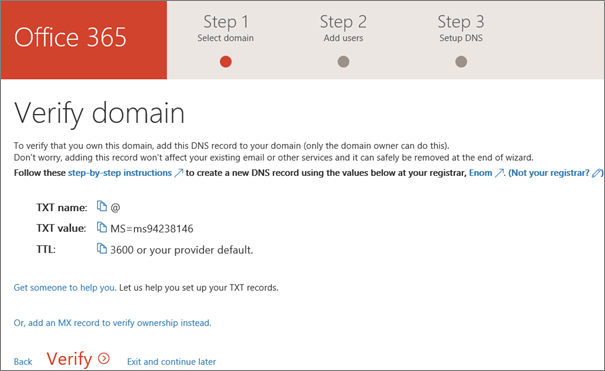 Office 365
Step 1
Select domain
Step 2
Add users
Step 3
Setup DNS
Verify domain
To verify that you own this domain, add this DNS record to your domain (only the domain owner can do this).
Don't worry, adding this record won't affect your existing email or other services and it can safely be removed at the end of wizard.
Follow these step-by-step instructions to create a new DNS record using the values below at your registrar, Enom. (Not your registrar? )
TXT name: @
TXT value: MS=ms94238146
TTL: 3600 or your provider default.
Get someone to help you. Let us help you set up your TXT records.
Or, add an MX record to verify ownership instead.
Back Verify Exit and continue later